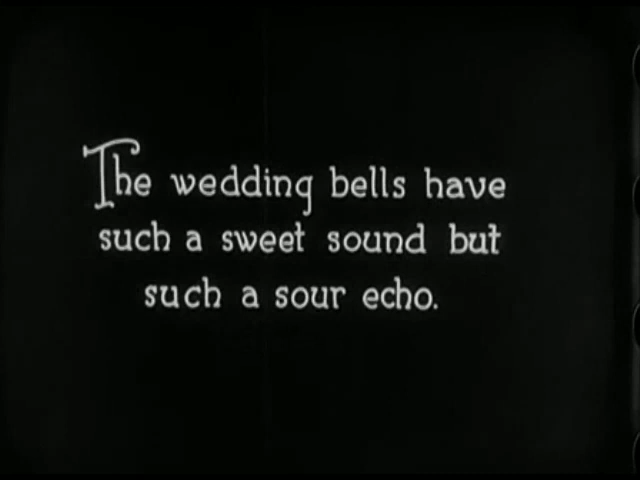 The wedding bells have
such a sweet sound but
such a sour echo.